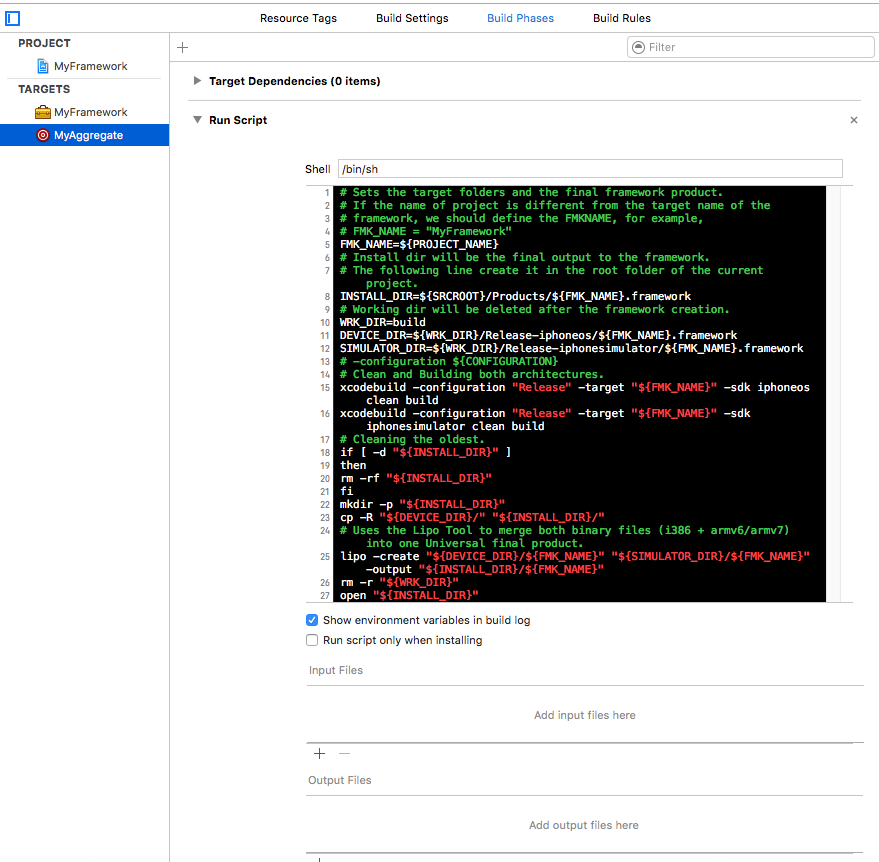 Resource Tags Build Settings Build Phases Build Rules
PROJECT
MyFramework
TARGETS
MyFramework
MyAggregate
Filter
Target Dependencies (0 items)
Run Script
Shell /bin/sh
1 # Sets the target folders and the final framework product.
2 # If the name of project is different from the target name of the
3 # framework, we should define the FMKNAME, for example,
4 # FMK_NAME = "MyFramework"
5 FMK_NAME=${PROJECT_NAME}
6 # Install dir will be the final output to the framework.
7 # The following line create it in the root folder of the current
project.
8 INSTALL_DIR=${SRCROOT}/Products/${FMK_NAME}.framework
9 # Working dir will be deleted after the framework creation.
10 WRK_DIR=build
11 DEVICE_DIR=${WRK_DIR}/Release-iphoneos/${FMK_NAME}.framework
12 SIMULATOR_DIR=${WRK_DIR}/Release-iphonesimulator/${FMK_NAME}.framework
13 # -configuration ${CONFIGURATION}
14 # Clean and Building both architectures.
15 xcodebuild -configuration "Release" -target "${FMK_NAME}" -sdk iphoneos
clean build
16 xcodebuild -configuration "Release" -target "${FMK_NAME}" -sdk
iphonesimulator clean build
17 # Cleaning the oldest.
18 if [ -d "${INSTALL_DIR}" ]
19 then
20 rm -rf "${INSTALL_DIR}"
21 fi
22 mkdir -p "${INSTALL_DIR}"
23 cp -R "${DEVICE_DIR}/" "${INSTALL_DIR}/"
24 # Uses the Lipo Tool to merge both binary files (i386 + armv6/armv7)
into one Universal final product.
25 lipo -create "${DEVICE_DIR}/${FMK_NAME}" "${SIMULATOR_DIR}/${FMK_NAME}"
-output "${INSTALL_DIR}/${FMK_NAME}"
26 rm -r "${WRK_DIR}"
27 open "${INSTALL_DIR}"
Show environment variables in build log
Run script only when installing
Input Files
Add input files here
Output Files
Add output files here